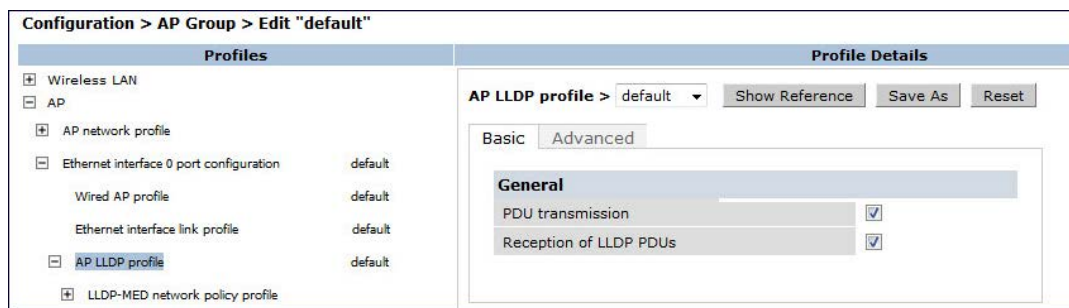 Configuration > AP Group > Edit "default"
Profiles
Wireless LAN
AP
AP network profile
Ethernet interface 0 port configuration default
Wired AP profile default
Ethernet interface link profile default
AP LLDP profile default
LLDP-MED network policy profile
Profile Details
AP LLDP profile > default Show Reference Save As Reset
Basic Advanced
General
PDU transmission
Reception of LLDP PDUs